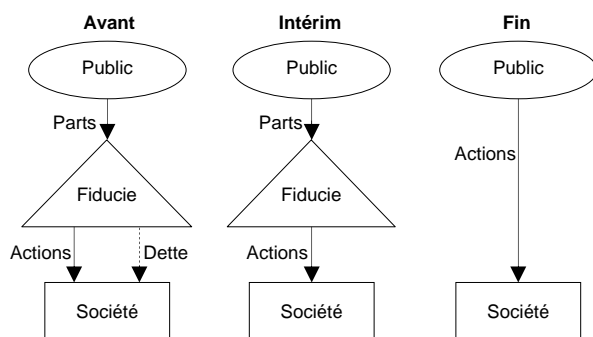 Avant
Intérim
Fin
Public
Public
Public
Parts
Parts
Actions
Fiducie
Fiducie
Actions
Dette
Actions
Société
Société
Société